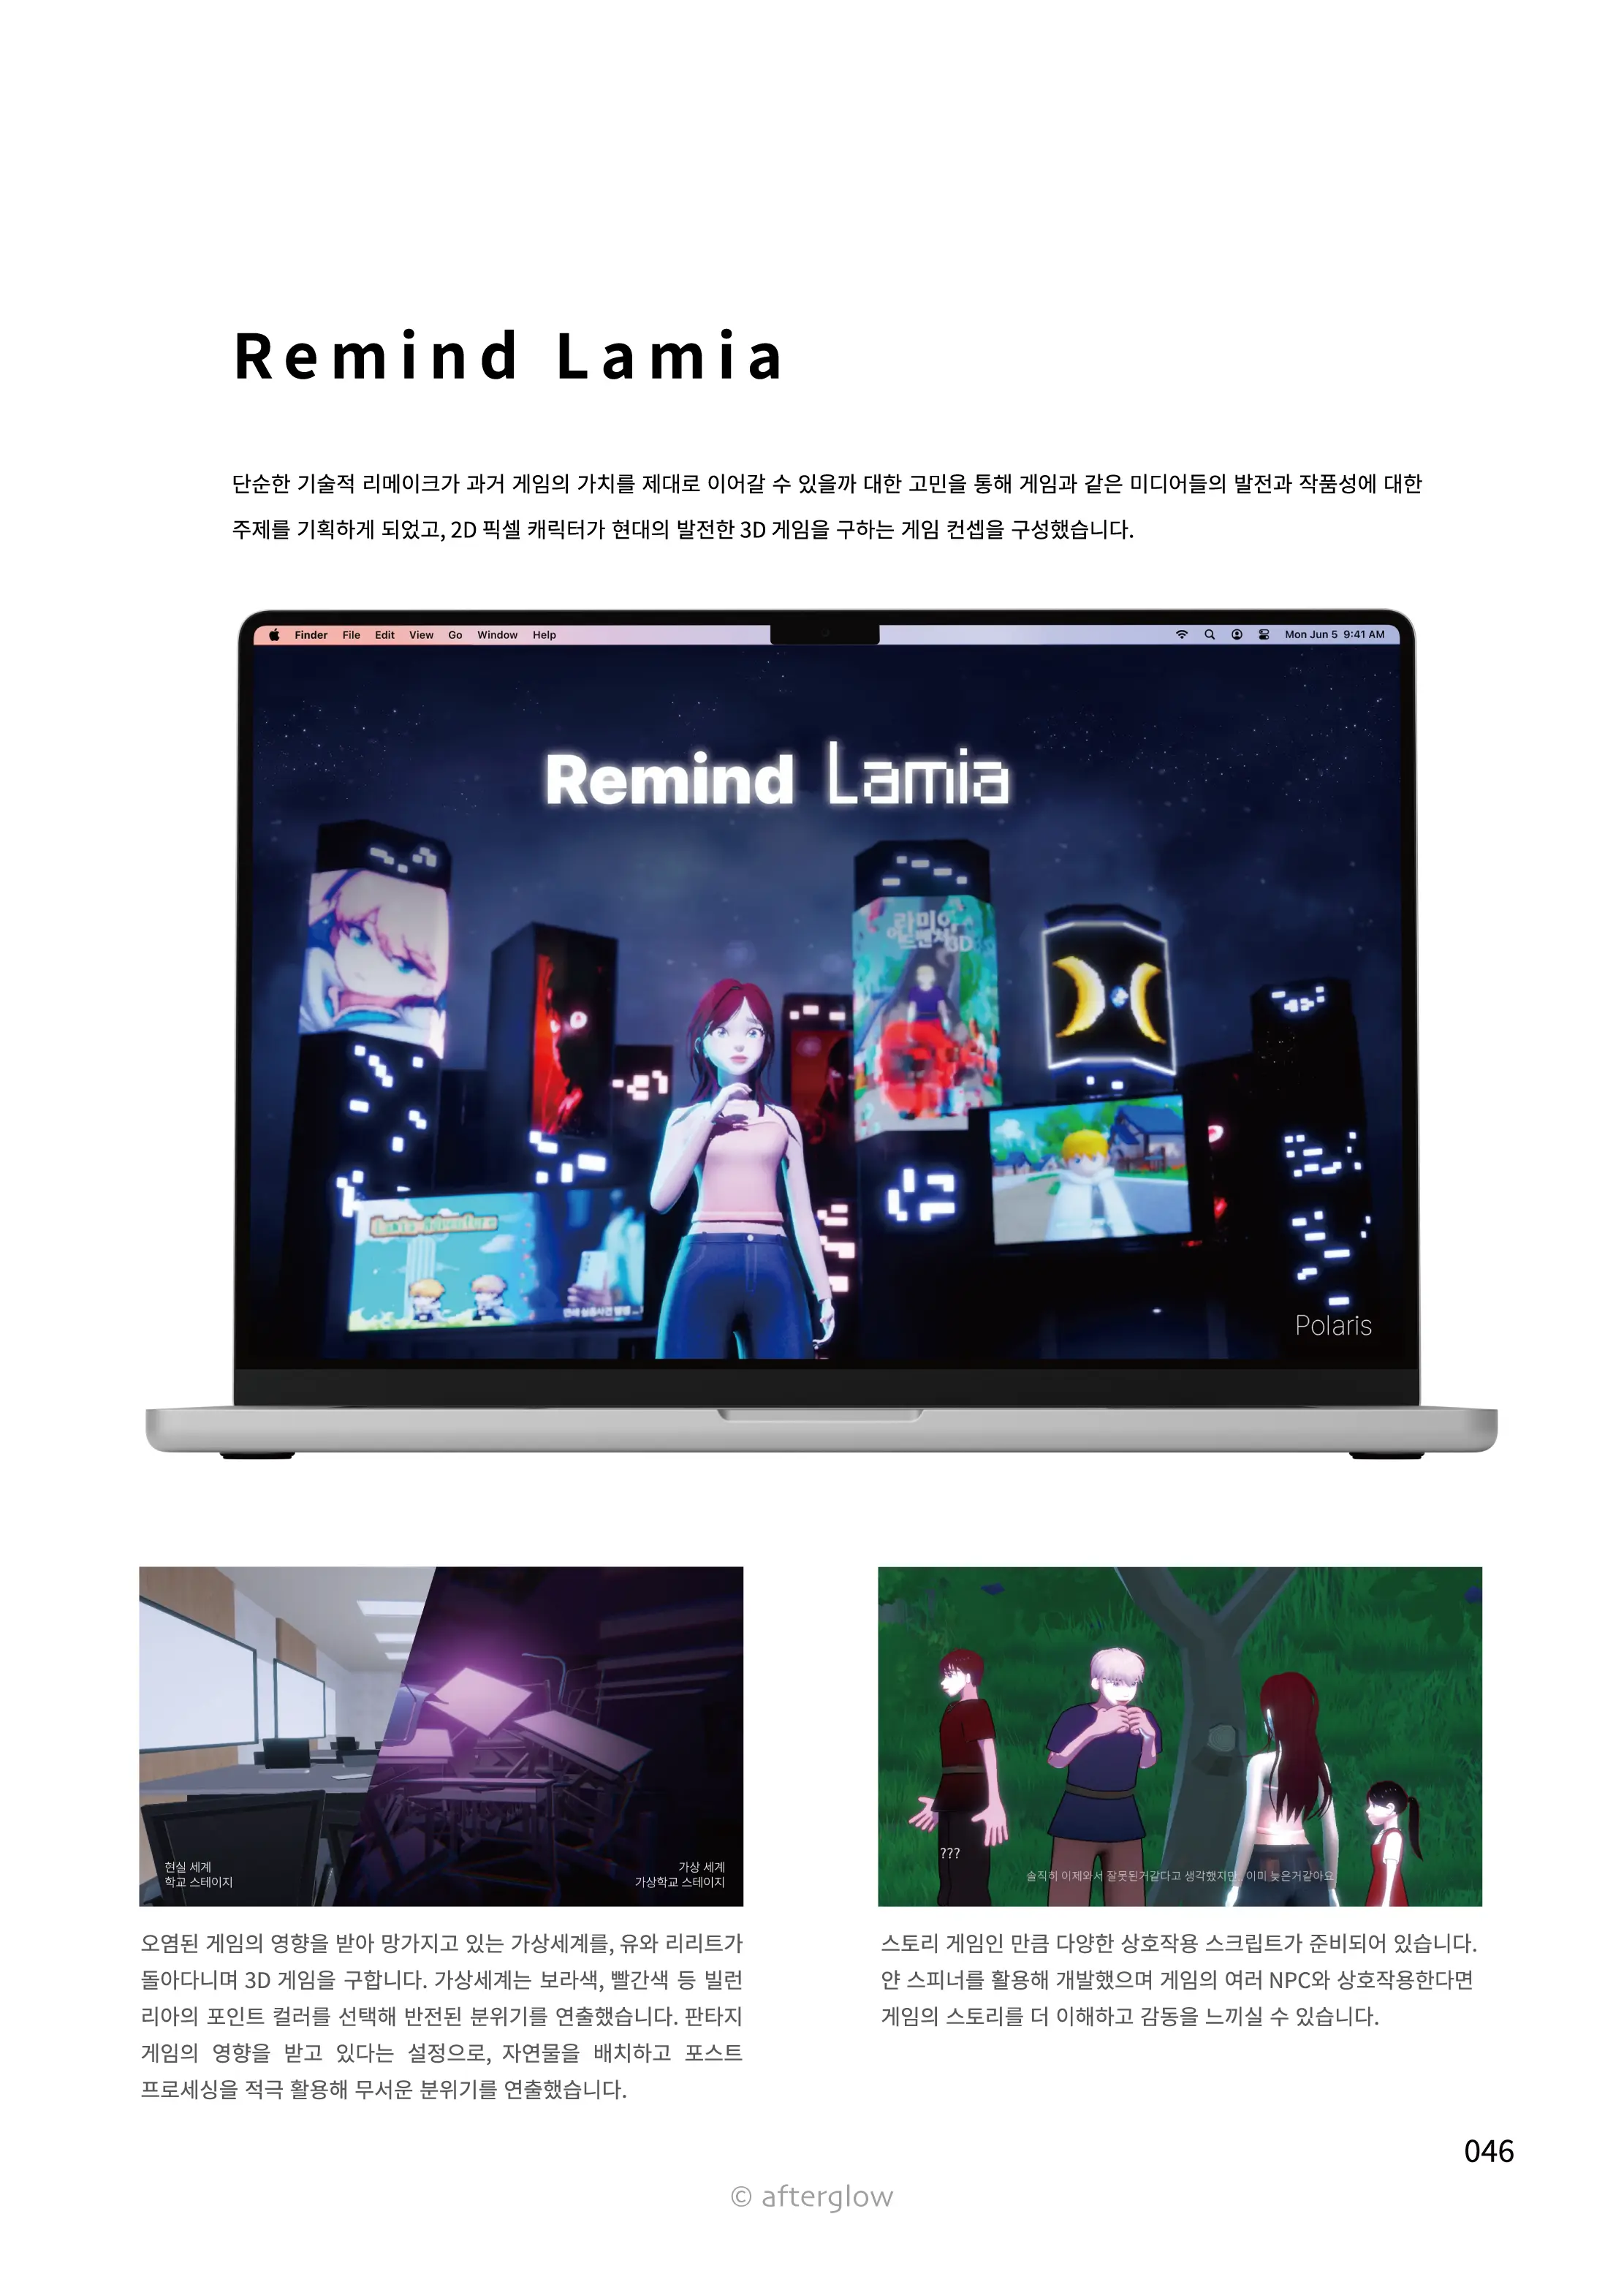 Remind Lamia
단순한 기술적 리메이크가 과거 게임의 가치를 제대로 이어갈 수 있을까 대한 고민을 통해 게임과 같은 미디어들의 발전과 작품성에 대한
주제를 기획하게 되었고, 2D 픽셀 캐릭터가 현대의 발전한 3D 게임을 구하는 게임 컨셉을 구성했습니다.
Finder File Edit View Go Window Help
Mon Jun 5 9:41 AM
Remind Lamia
라미아
어드벤처3D
Lamia Adventure
Polaris
현실 세계
학교 스테이지
가상 세계
가상학교 스테이지
???
솔직히 이제와서 잘못된거같다고 생각했지만.. 이미 늦은거같아요
오염된 게임의 영향을 받아 망가지고 있는 가상세계를, 유와 리리트가
돌아다니며 3D 게임을 구합니다. 가상세계는 보라색, 빨간색 등 빌런
리아의 포인트 컬러를 선택해 반전된 분위기를 연출했습니다. 판타지
게임의 영향을 받고 있다는 설정으로, 자연물을 배치하고 포스트
프로세싱을 적극 활용해 무서운 분위기를 연출했습니다.
스토리 게임인 만큼 다양한 상호작용 스크립트가 준비되어 있습니다.
얀 스피너를 활용해 개발했으며 게임의 여러 NPC와 상호작용한다면
게임의 스토리를 더 이해하고 감동을 느끼실 수 있습니다.
046
© afterglow